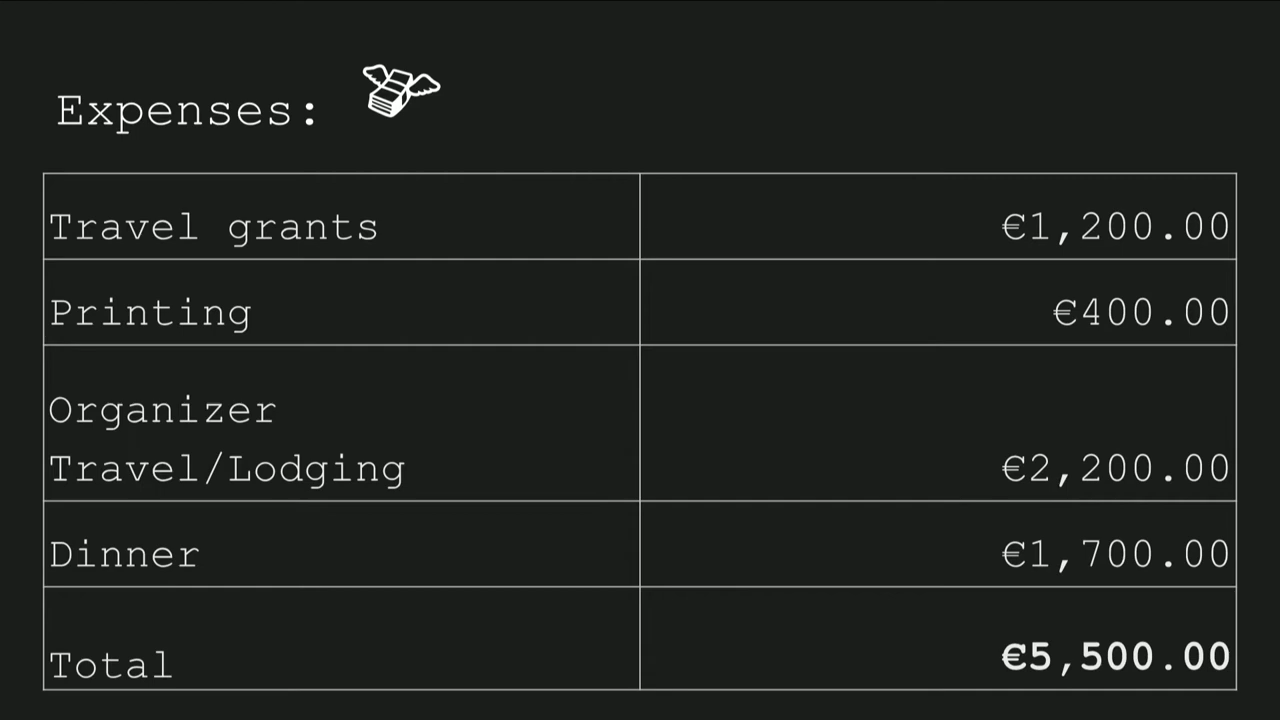 Expenses:
Travel grants €1,200.00
Printing €400.00
Organizer
Travel/Lodging €2,200.00
Dinner €1,700.00
Total €5,500.00